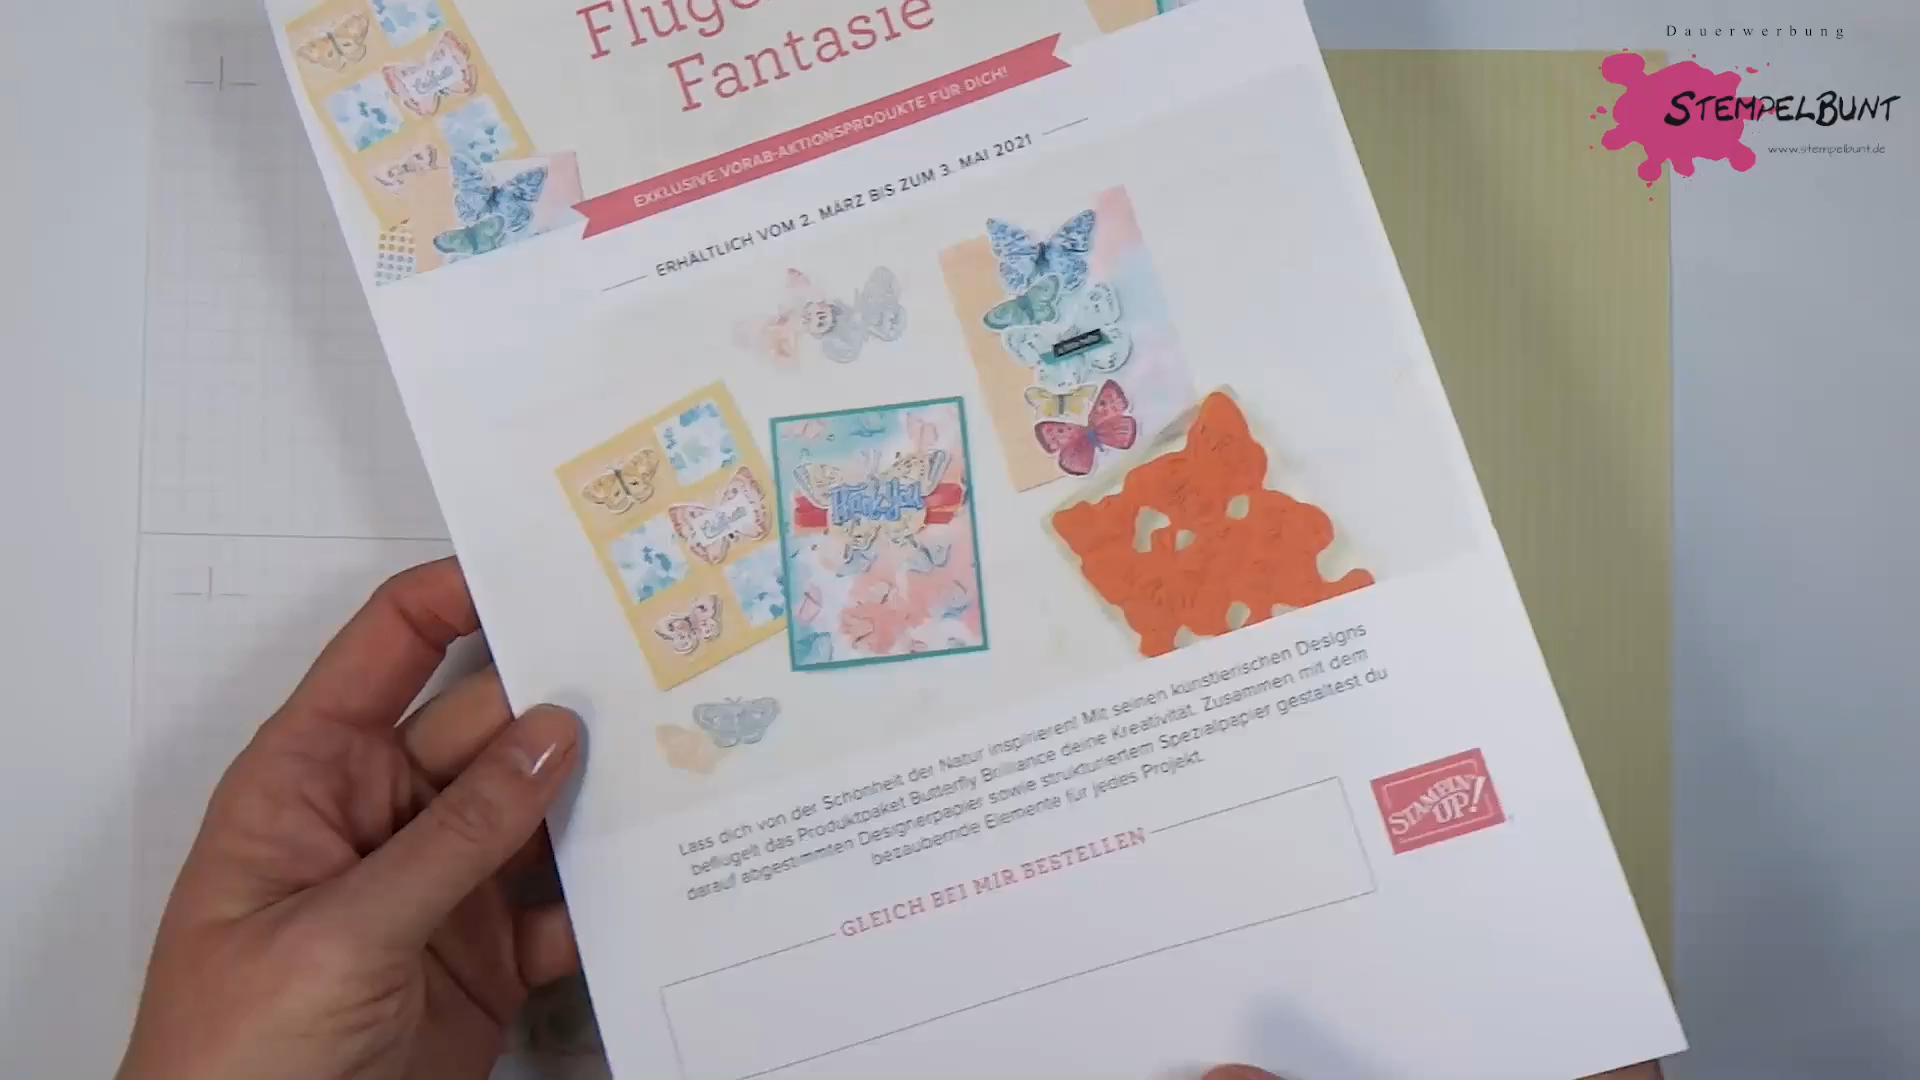 Dauerwerbung
STEMPELBUNT
www.stempelbunt.de
Fantasie
EXKLUSIVE VORAB-AKTIONSPRODUKTE FÜR DICH!
ERHÄLTLICH VOM 2. MÄRZ BIS ZUM 3. MAI 2021
Thank You
Lass dich von der Schönheit der Natur inspirieren! Mit seinen künstlerischen Designs
beflügelt das Produktpaket Butterfly Brilliance deine Kreativität. Zusammen mit dem
darauf abgestimmten Designerpapier sowie strukturiertem Spezialpapier gestaltest du
bezaubernde Elemente für jedes Projekt.
GLEICH BEI MIR BESTELLEN
STAMPIN'
UP!